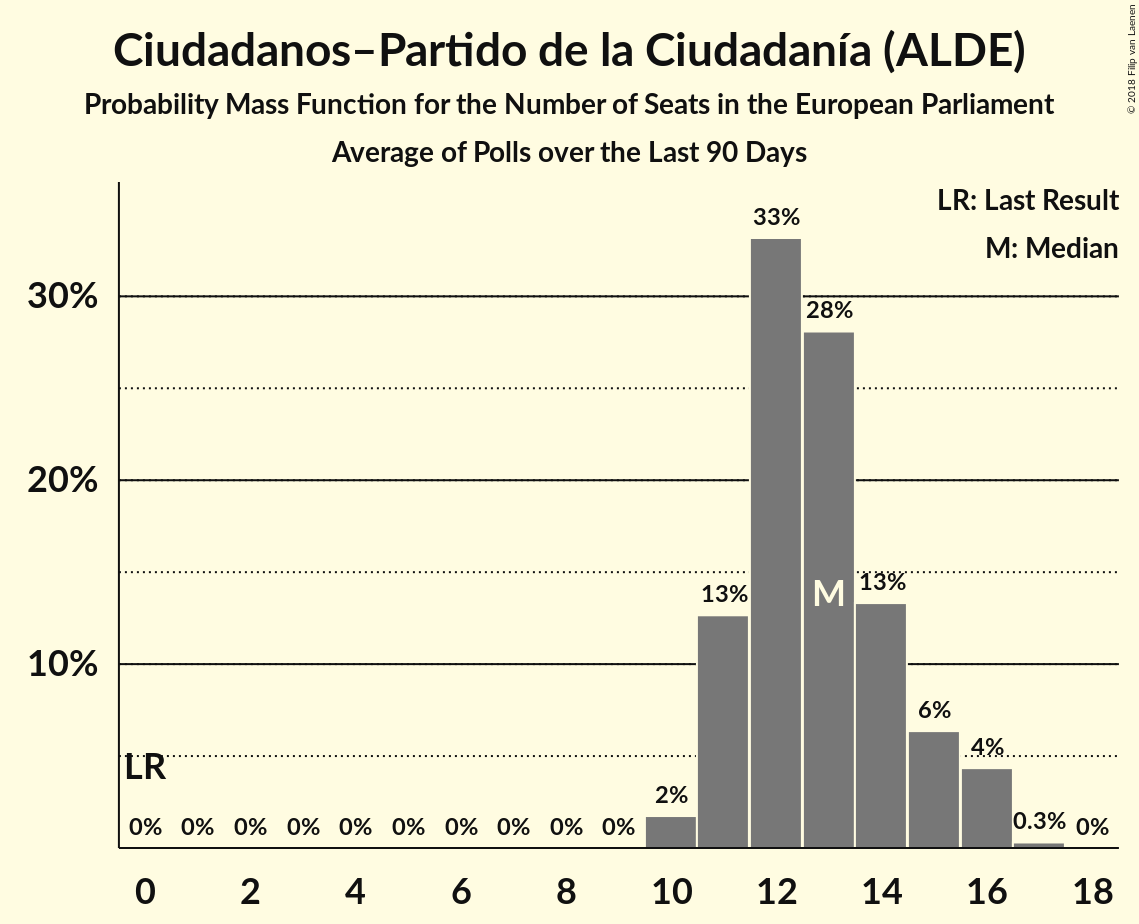 Ciudadanos–Partido de la Ciudadanía (ALDE)
Probability Mass Function for the Number of Seats in the European Parliament
Average of Polls over the Last 90 Days
© 2018 Filip van Laenen
LR: Last Result
M: Median
30%
20%
10%
33%
28%
13%
13%
6%
4%
2%
0.3%
0%
M
LR
0% 0% 0% 0% 0% 0% 0% 0% 0% 0%
0 2 4 6 8 10 12 14 16 18